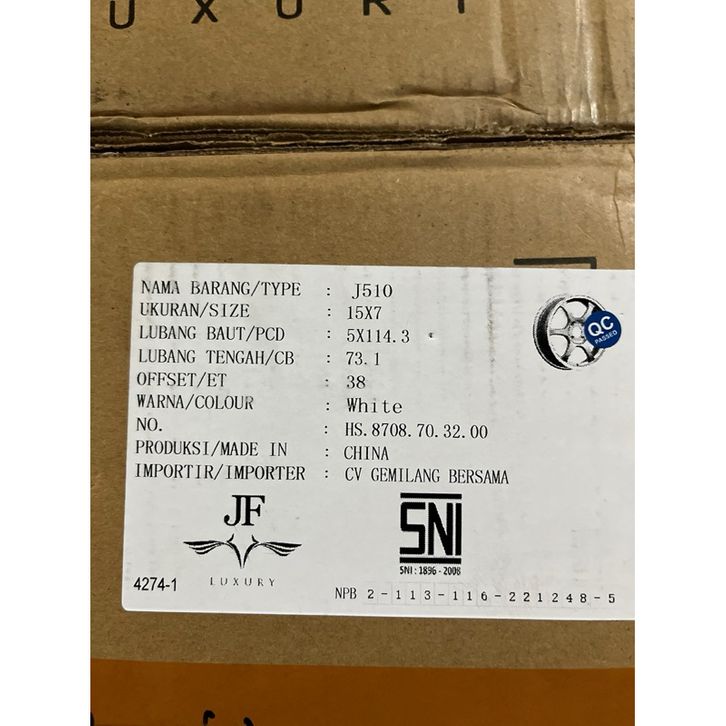 UXURY
NAMA BARANG/TYPE : J510
UKURAN/SIZE : 15X7
LUBANG BAUT/PCD : 5X114.3
LUBANG TENGAH/CB : 73.1
OFFSET/ET : 38
WARNA/COLOUR : White
NO. : HS.8708.70.32.00
PRODUKSI/MADE IN : CHINA
IMPORTIR/IMPORTER : CV GEMILANG BERSAMA
QC
PASSED
JF
LUXURY
4274-1
SNI
SNI : 1896 - 2008
NPB 2-113-116-221248-5